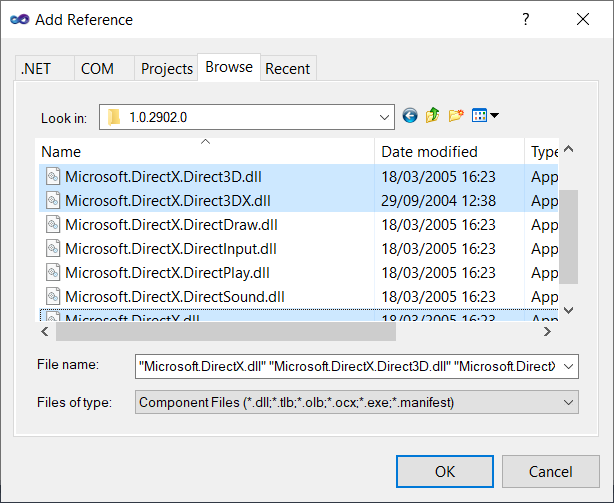 Add Reference
.NET COM Projects Browse Recent
Look in: 1.0.2902.0
Name Date modified Type
Microsoft.DirectX.Direct3D.dll 18/03/2005 16:23 App
Microsoft.DirectX.Direct3DX.dll 29/09/2004 12:38 App
Microsoft.DirectX.DirectDraw.dll 18/03/2005 16:23 App
Microsoft.DirectX.DirectInput.dll 18/03/2005 16:23 App
Microsoft.DirectX.DirectPlay.dll 18/03/2005 16:23 App
Microsoft.DirectX.DirectSound.dll 18/03/2005 16:23 App
Microsoft.DirectX.dll 18/03/2005 16:23 App
File name: "Microsoft.DirectX.dll" "Microsoft.DirectX.Direct3D.dll" "Microsoft.DirectX
Files of type: Component Files (*.dll;*.tlb;*.olb;*.ocx;*.exe;*.manifest)
OK Cancel